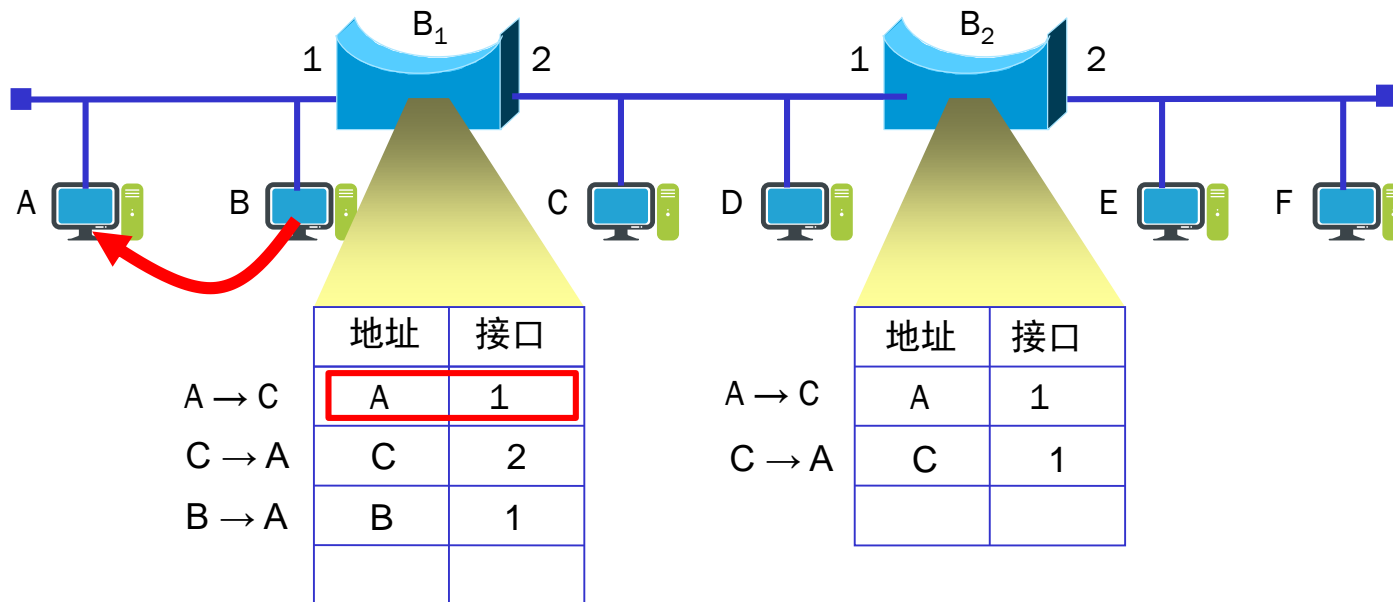 B₁ B₂
1 2 1 2
A B C D E F
地址 接口 地址 接口
A → C A 1 A → C A 1
C → A C 2 C → A C 1
B → A B 1